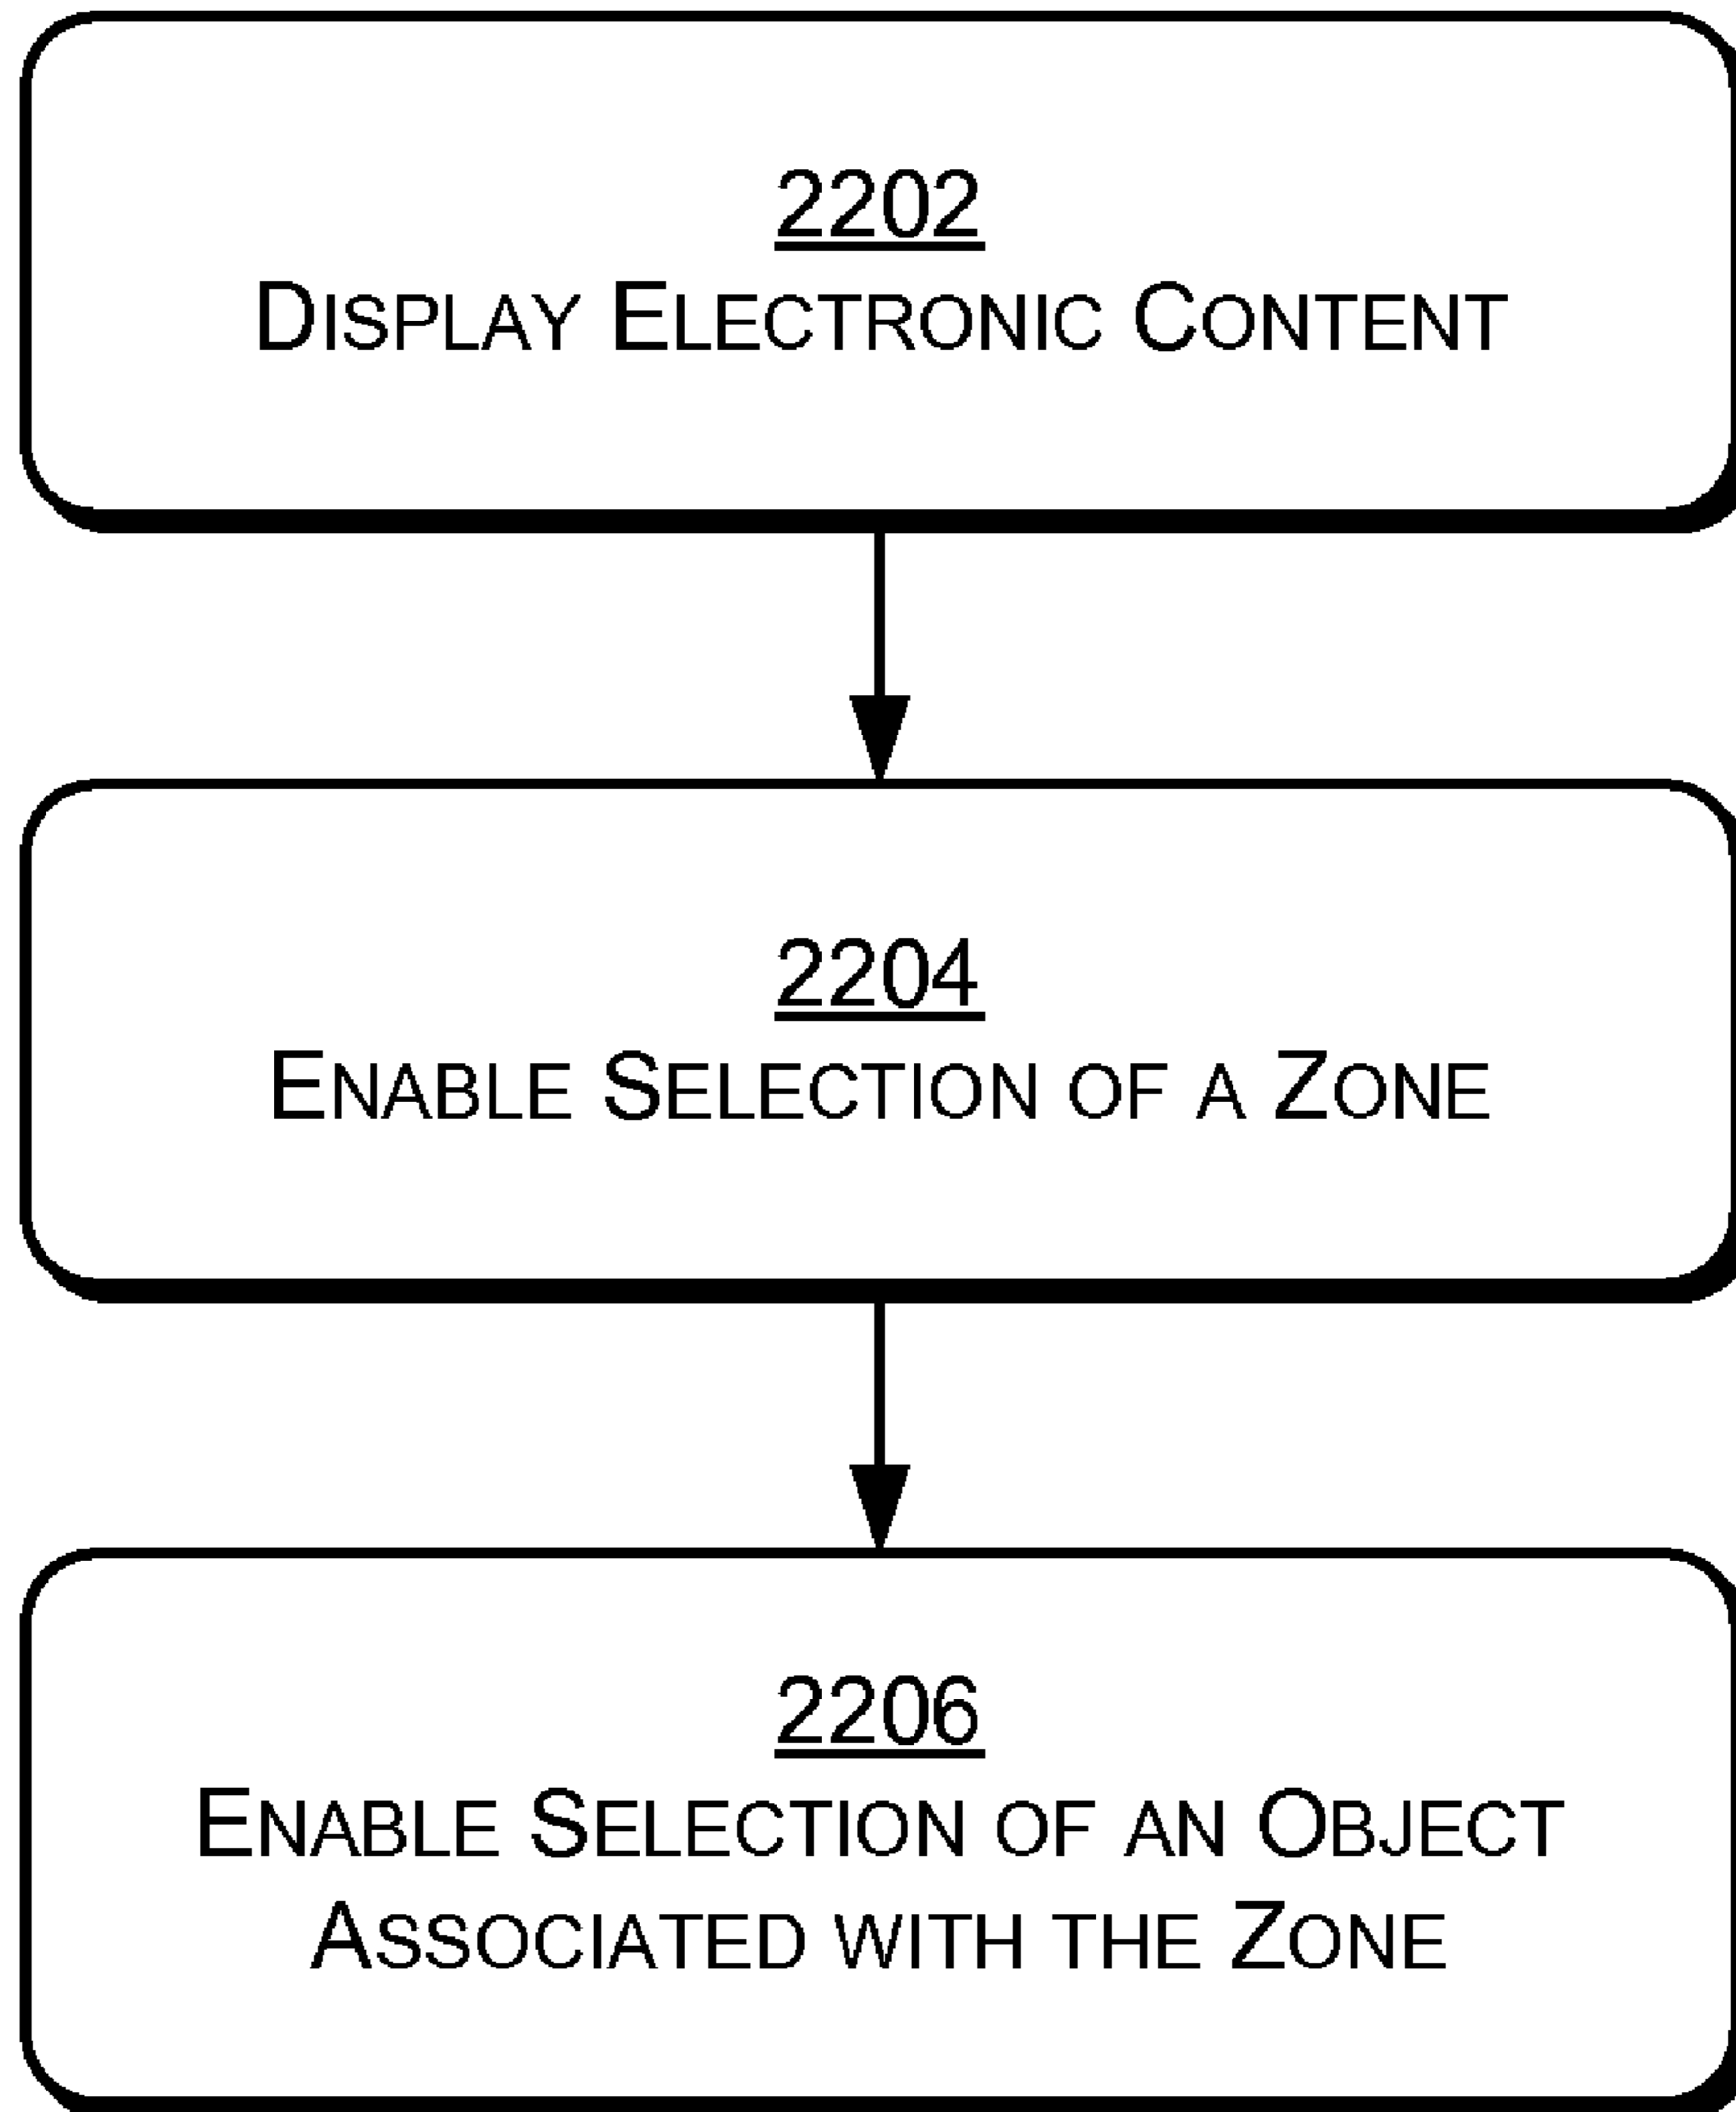 2202
DISPLAY ELECTRONIC CONTENT
2204
ENABLE SELECTION OF A ZONE
2206
ENABLE SELECTION OF AN OBJECT
ASSOCIATED WITH THE ZONE